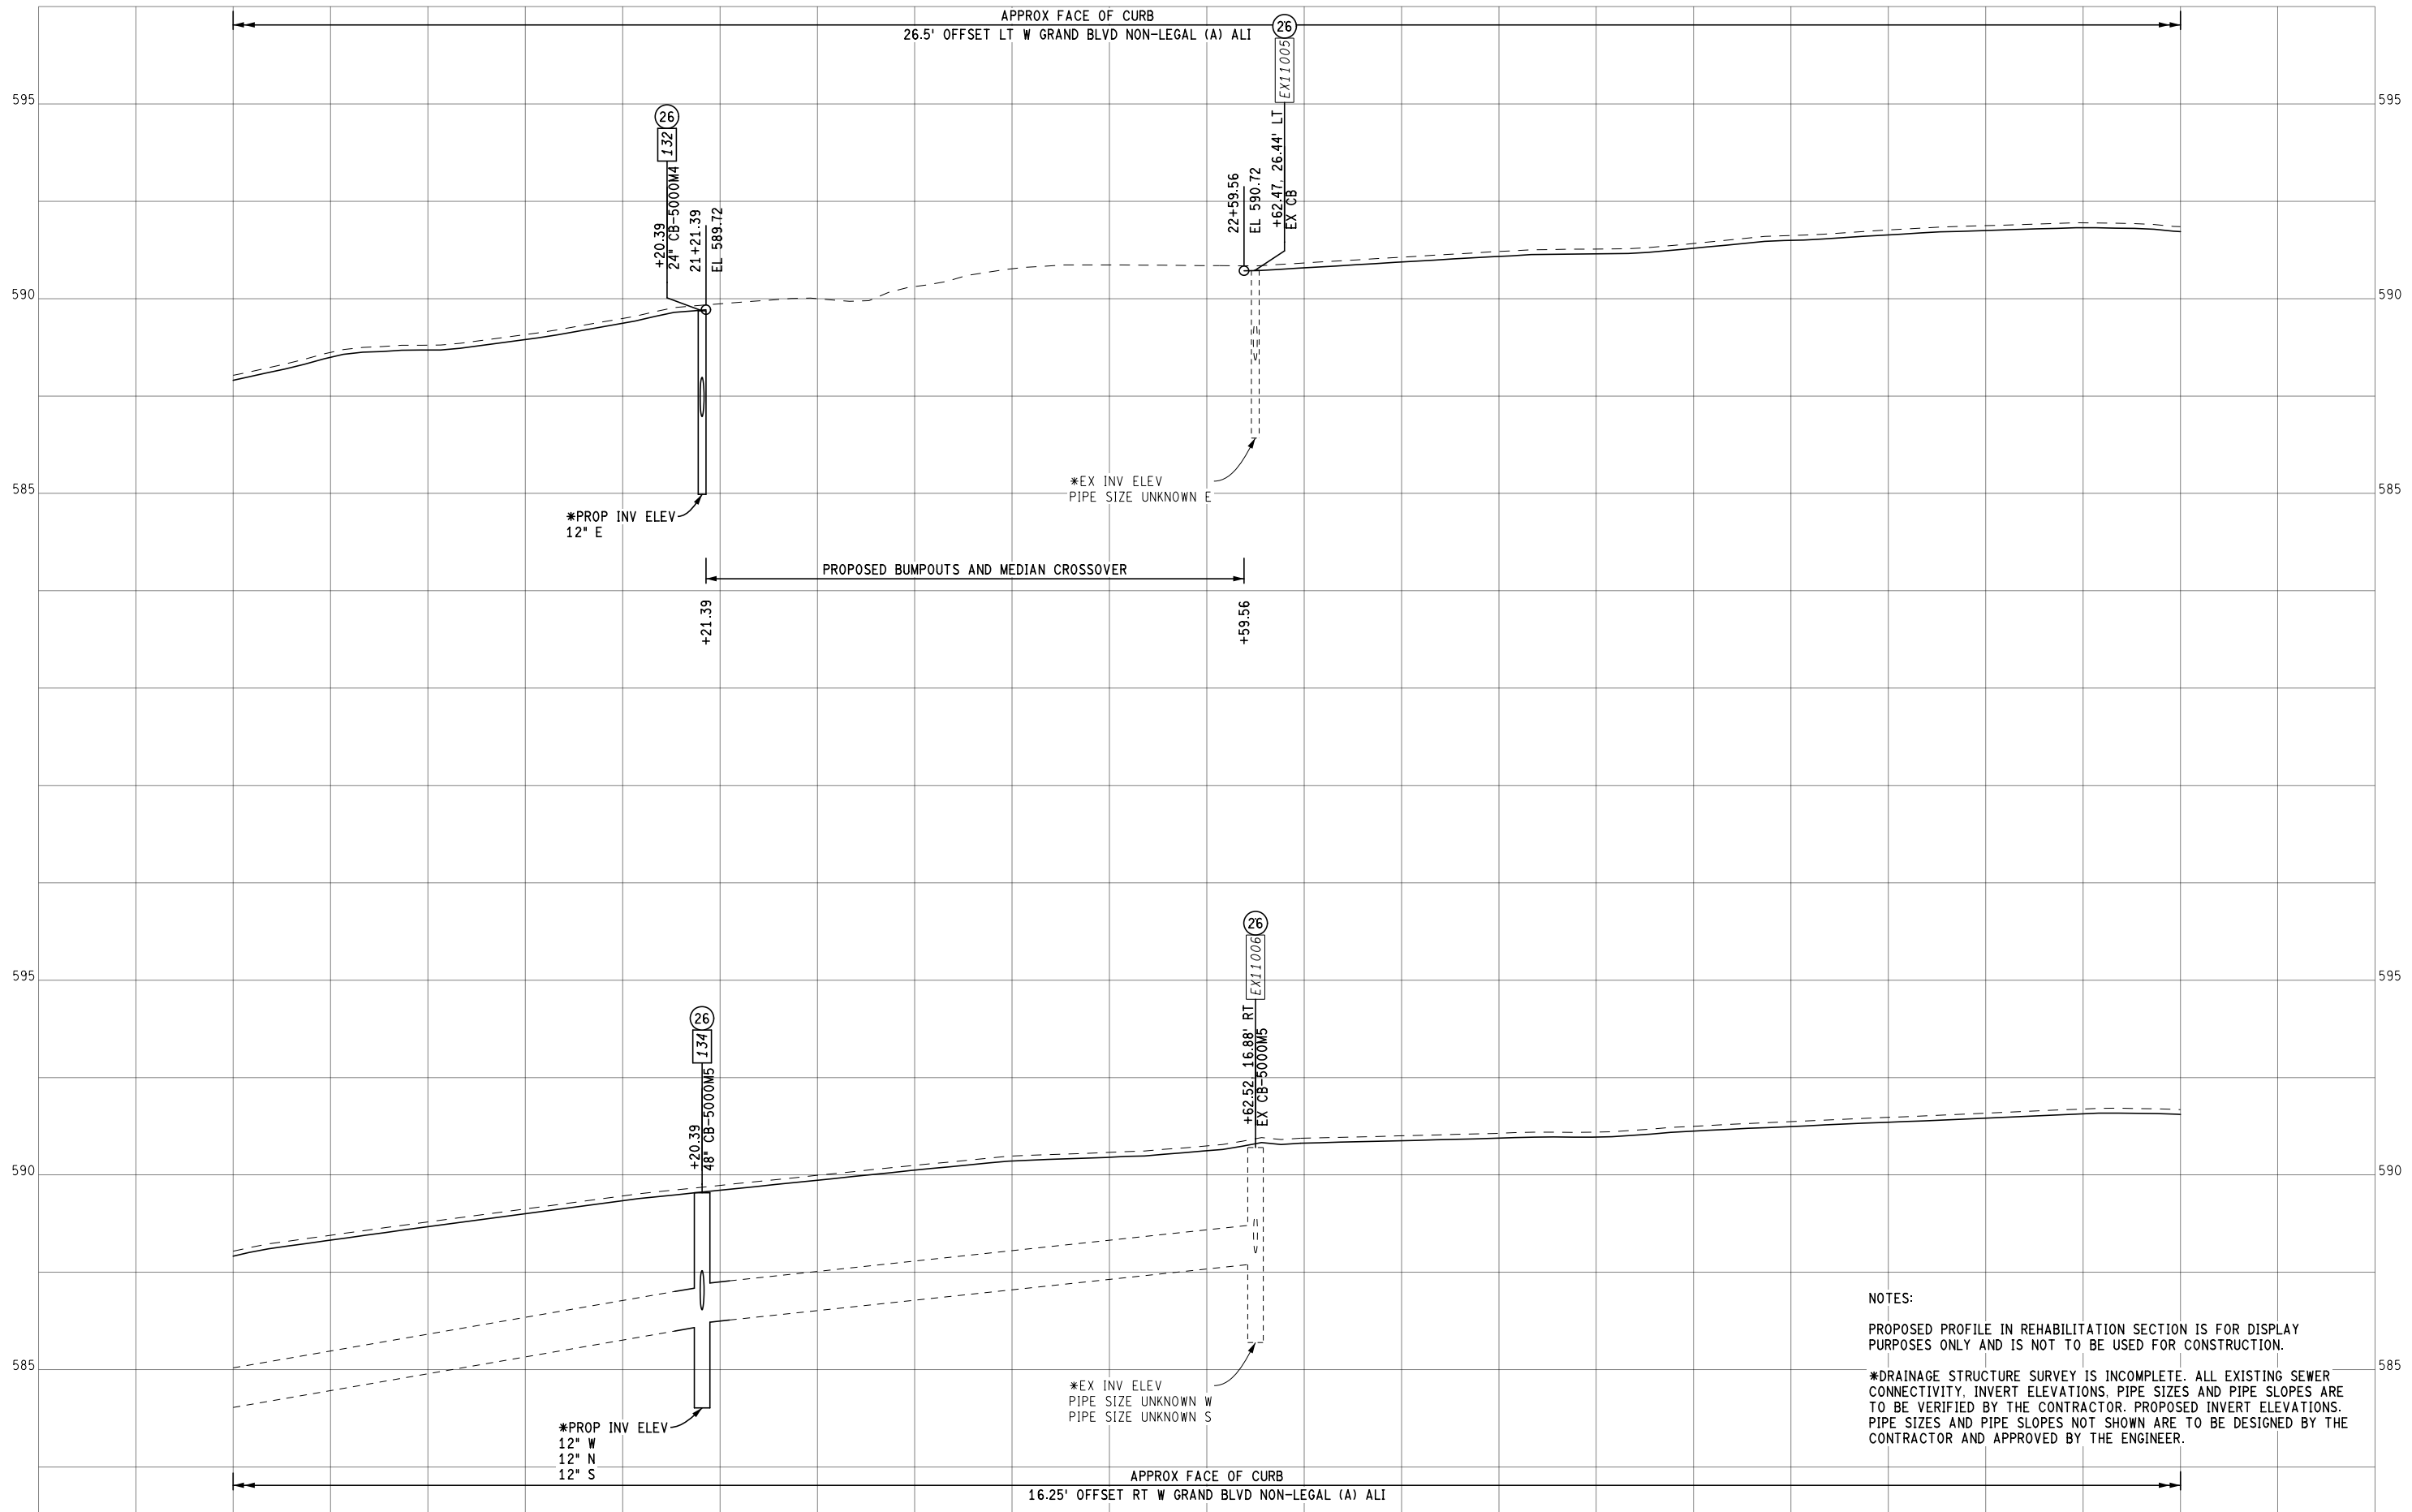 APPROX FACE OF CURB
26.5' OFFSET LT W GRAND BLVD NON-LEGAL (A) ALI
26
EX11005
595
595
26
132
+20.39
24" CB-5000M4
21+21.39
EL 589.72
22+59.56
EL 590.72
+62.47, 26.44' LT
EX CB
590
590
585
585
*EX INV ELEV
PIPE SIZE UNKNOWN E
*PROP INV ELEV
12" E
PROPOSED BUMPOUTS AND MEDIAN CROSSOVER
+21.39
+59.56
26
EX11006
595
595
26
134
+20.39
48" CB-5000M5
+62.52, 16.88' RT
EX CB-5000M5
590
590
585
585
*EX INV ELEV
PIPE SIZE UNKNOWN W
PIPE SIZE UNKNOWN S
*PROP INV ELEV
12" W
12" N
12" S
NOTES:
PROPOSED PROFILE IN REHABILITATION SECTION IS FOR DISPLAY
PURPOSES ONLY AND IS NOT TO BE USED FOR CONSTRUCTION.
*DRAINAGE STRUCTURE SURVEY IS INCOMPLETE. ALL EXISTING SEWER
CONNECTIVITY, INVERT ELEVATIONS, PIPE SIZES AND PIPE SLOPES ARE
TO BE VERIFIED BY THE CONTRACTOR. PROPOSED INVERT ELEVATIONS.
PIPE SIZES AND PIPE SLOPES NOT SHOWN ARE TO BE DESIGNED BY THE
CONTRACTOR AND APPROVED BY THE ENGINEER.
APPROX FACE OF CURB
16.25' OFFSET RT W GRAND BLVD NON-LEGAL (A) ALI